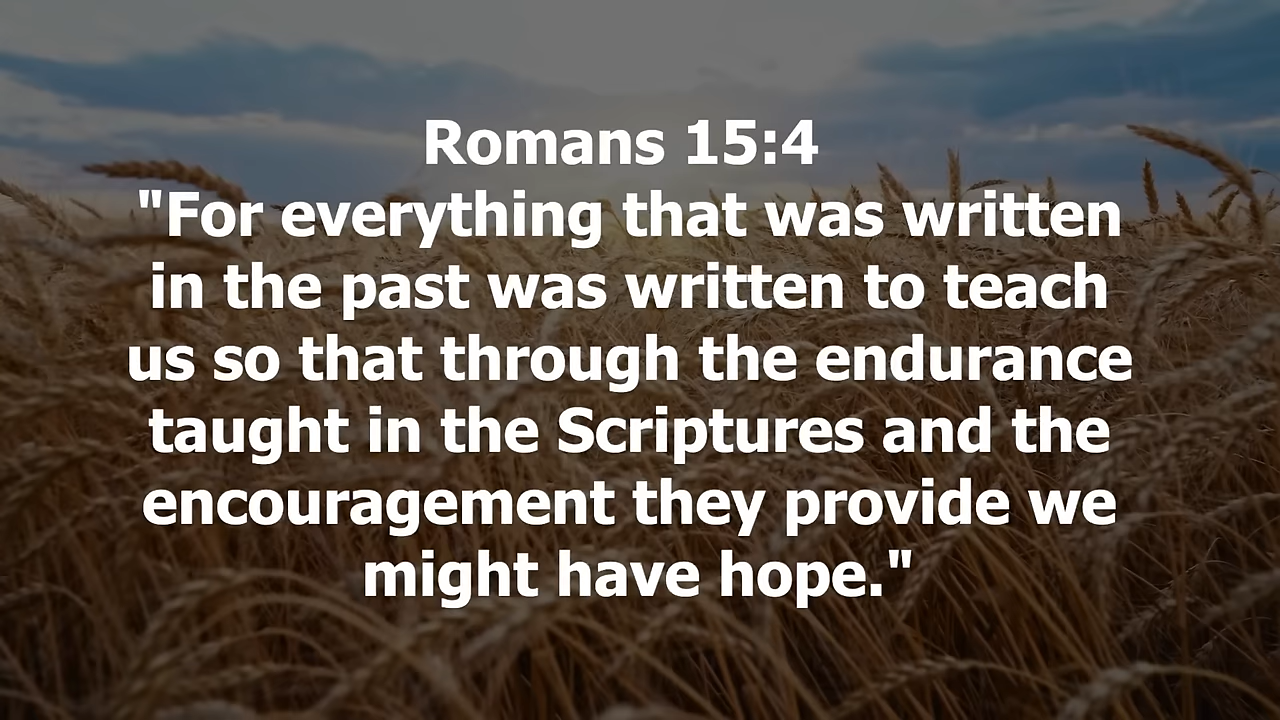 Romans 15:4
"For everything that was written
in the past was written to teach
us so that through the endurance
taught in the Scriptures and the
encouragement they provide we
might have hope."